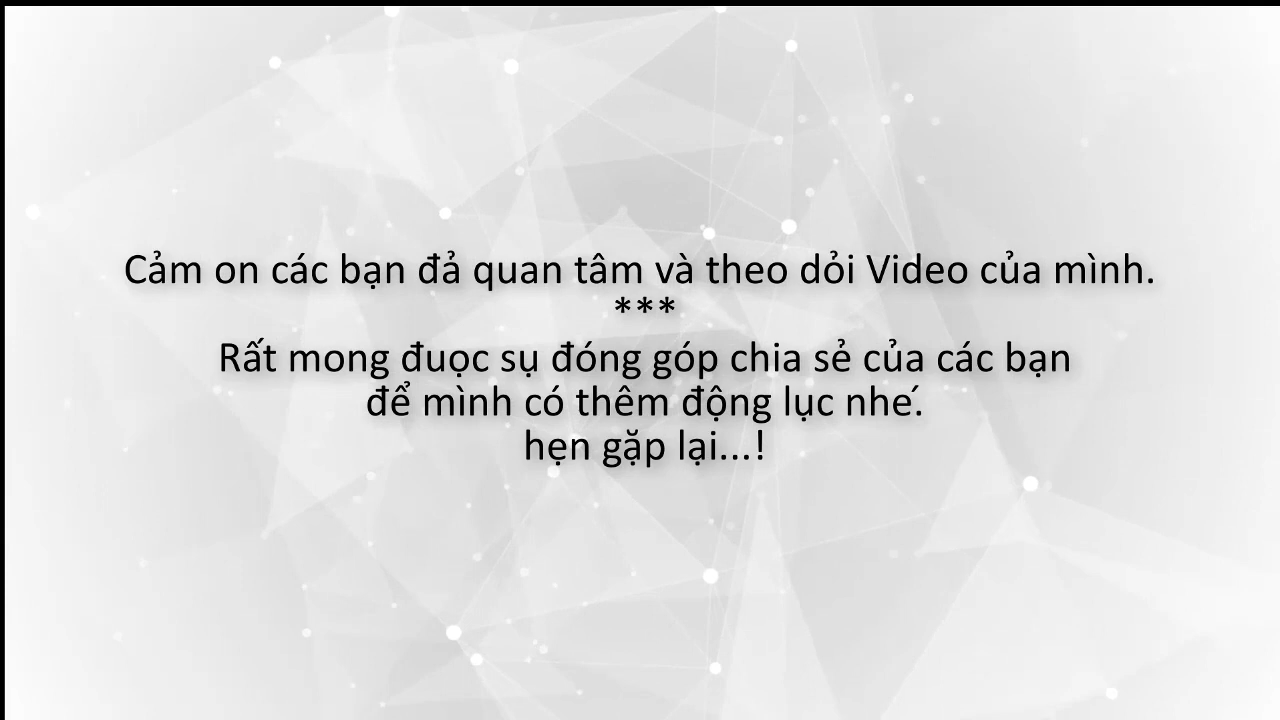 Cảm on các bạn đả quan tâm và theo dỏi Video của mình.
***
Rất mong đuọc sụ đóng góp chia sẻ của các bạn
để mình có thêm động lục nhé.
hẹn gặp lại...!